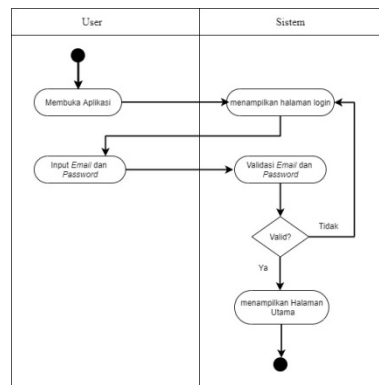 User
Sistem
Membuka Aplikasi
menampilkan halaman login
Input Email dan
Password
Validasi Email dan
Password
Valid?
Tidak
Ya
menampilkan Halaman
Utama